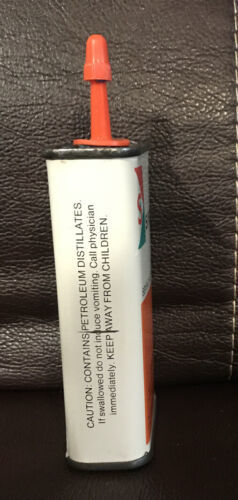 CAUTION: CONTAINS PETROLEUM DISTILLATES.
If swallowed do not induce vomiting. Call physician
immediately. KEEP AWAY FROM CHILDREN.